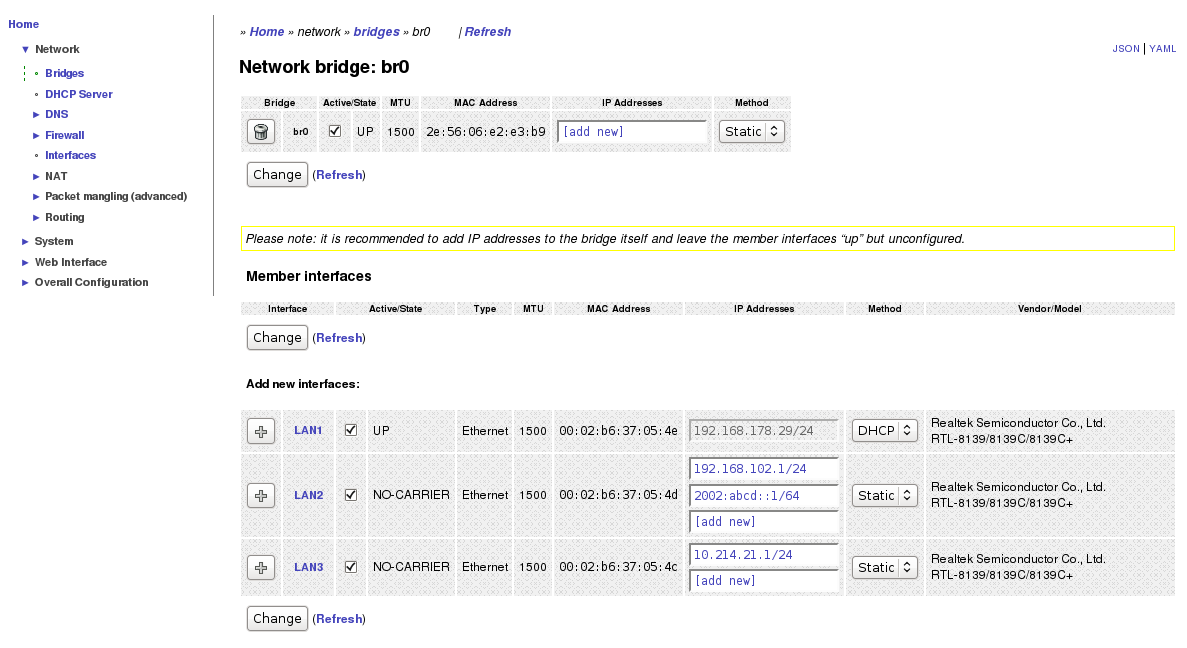 Home
▼ Network
Bridges
DHCP Server
► DNS
► Firewall
Interfaces
► NAT
► Packet mangling (advanced)
► Routing
► System
► Web Interface
► Overall Configuration
» Home » network » bridges » br0 | Refresh
JSON | YAML
Network bridge: br0
Bridge Active/State MTU MAC Address IP Addresses Method
br0 UP 1500 2e:56:06:e2:e3:b9 [add new] Static
Change (Refresh)
Please note: it is recommended to add IP addresses to the bridge itself and leave the member interfaces “up” but unconfigured.
Member interfaces
Interface Active/State Type MTU MAC Address IP Addresses Method Vendor/Model
Change (Refresh)
Add new interfaces:
LAN1 UP Ethernet 1500 00:02:b6:37:05:4e 192.168.178.29/24 DHCP Realtek Semiconductor Co., Ltd.
RTL-8139/8139C/8139C+
192.168.102.1/24
LAN2 NO-CARRIER Ethernet 1500 00:02:b6:37:05:4d 2002:abcd::1/64 Static Realtek Semiconductor Co., Ltd.
RTL-8139/8139C/8139C+
[add new]
10.214.21.1/24
LAN3 NO-CARRIER Ethernet 1500 00:02:b6:37:05:4c Static Realtek Semiconductor Co., Ltd.
RTL-8139/8139C/8139C+
[add new]
Change (Refresh)